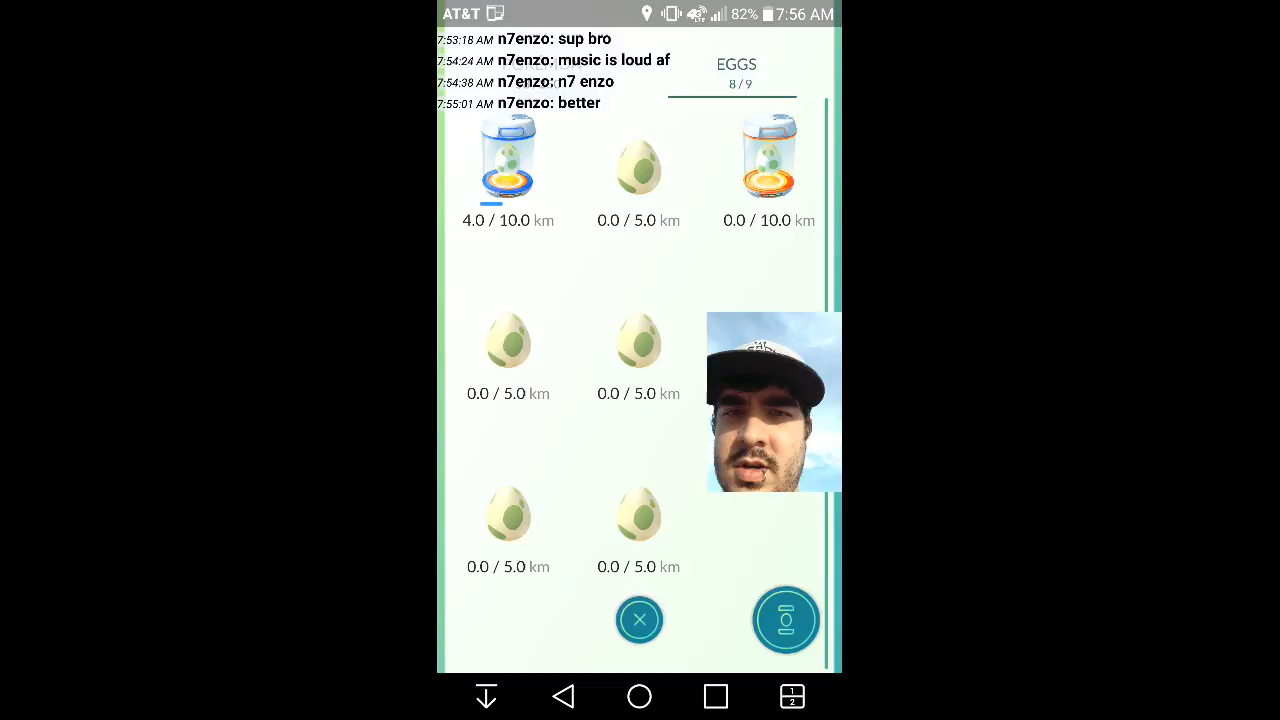 AT&T 82% 7:56 AM
7:53:18 AM n7enzo: sup bro
7:54:24 AM n7enzo: music is loud af
EGGS
7:54:38 AM n7enzo: n7 enzo
8 / 9
7:55:01 AM n7enzo: better
4.0 / 10.0 km 0.0 / 5.0 km 0.0 / 10.0 km
0.0 / 5.0 km 0.0 / 5.0 km
0.0 / 5.0 km 0.0 / 5.0 km
1
2